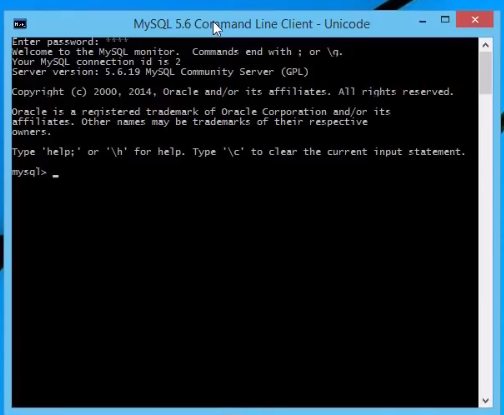 MySQL 5.6 Command Line Client - Unicode
Enter password: ****
Welcome to the MySQL monitor.  Commands end with ; or \g.
Your MySQL connection id is 2
Server version: 5.6.19 MySQL Community Server (GPL)
Copyright (c) 2000, 2014, Oracle and/or its affiliates. All rights reserved.
Oracle is a registered trademark of Oracle Corporation and/or its
affiliates. Other names may be trademarks of their respective
owners.
Type 'help;' or '\h' for help. Type '\c' to clear the current input statement.
mysql> _